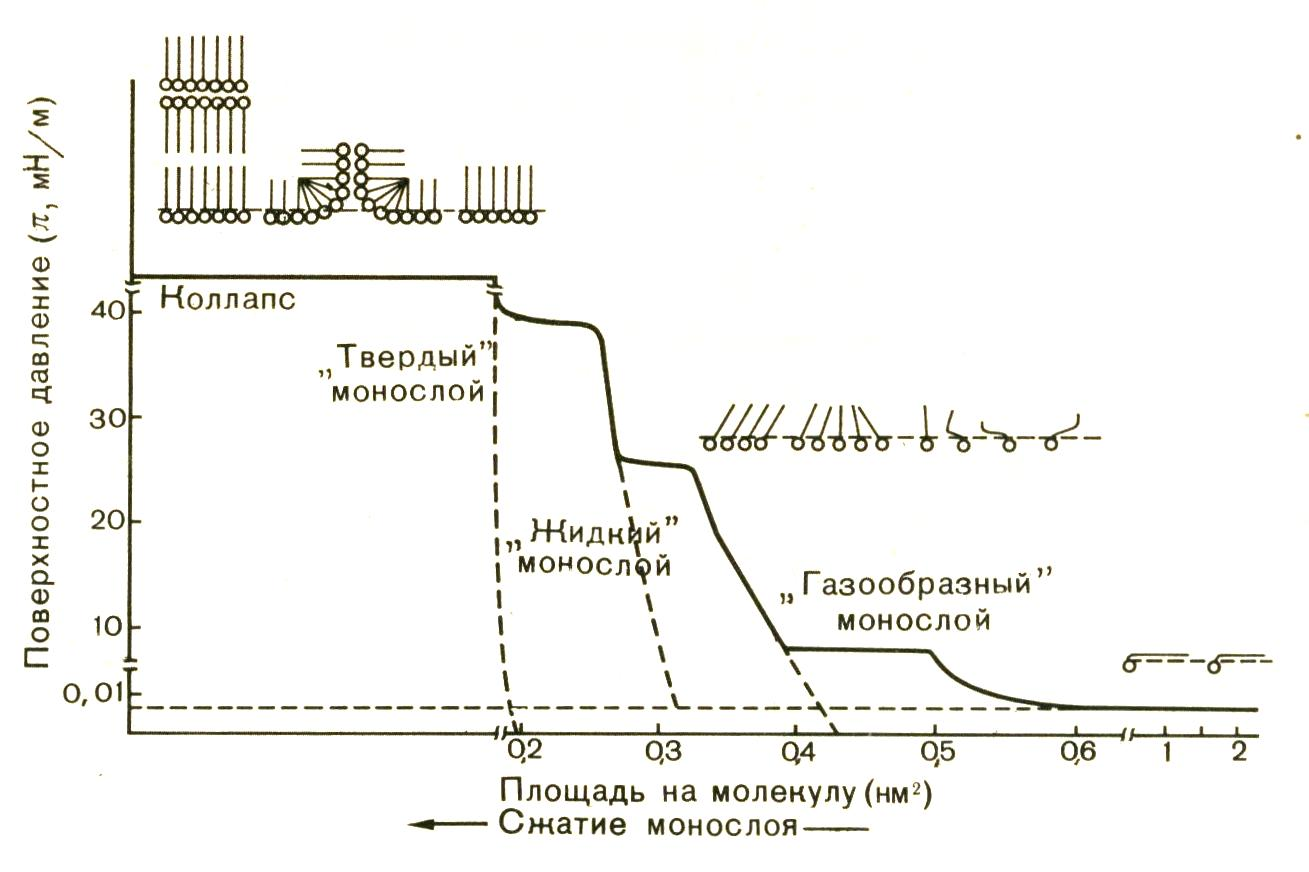 Поверхностное давление (π, мН/м)
40
30
20
10
0,01
Коллапс
„Твердый”
монослой
„Жидкий”
монослой
„Газообразный”
монослой
0,2
0,3
0,4
0,5
0,6
1
2
Площадь на молекулу (нм²)
Сжатие монослоя